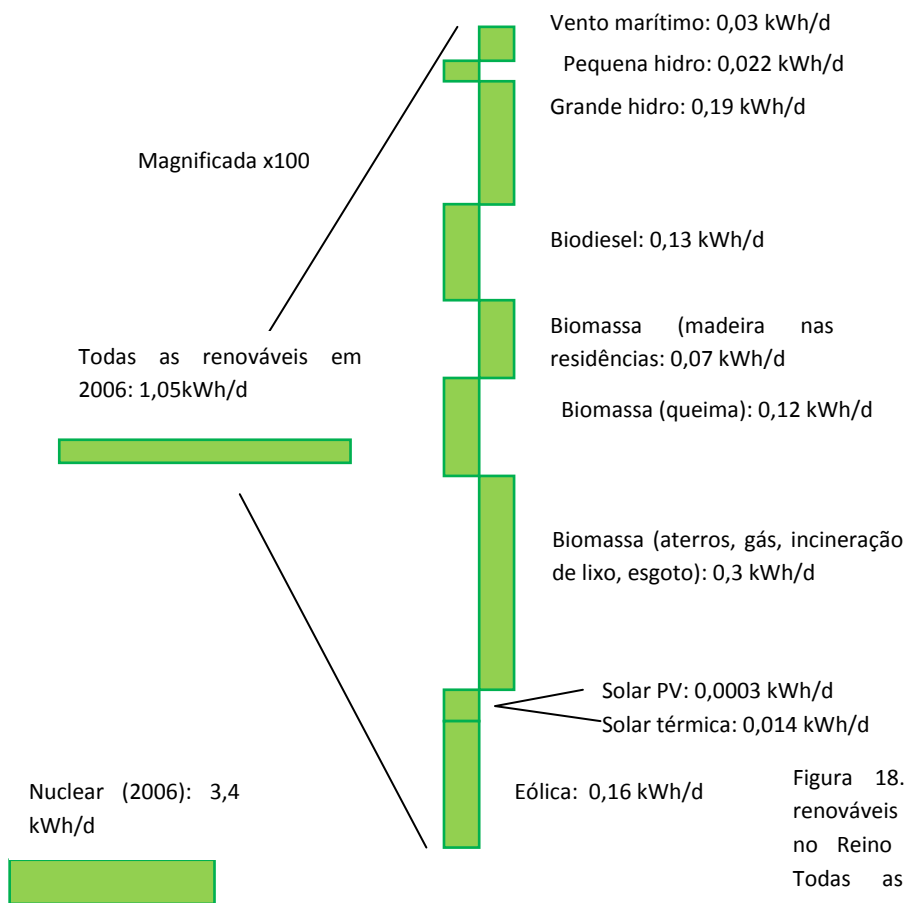 Vento marítimo: 0,03 kWh/d
Pequena hidro: 0,022 kWh/d
Grande hidro: 0,19 kWh/d
Magnificada x100
Biodiesel: 0,13 kWh/d
Biomassa (madeira nas
residências: 0,07 kWh/d
Todas as renováveis em
2006: 1,05kWh/d
Biomassa (queima): 0,12 kWh/d
Biomassa (aterros, gás, incineração
de lixo, esgoto): 0,3 kWh/d
Solar PV: 0,0003 kWh/d
Solar térmica: 0,014 kWh/d
Eólica: 0,16 kWh/d
Nuclear (2006): 3,4
kWh/d
Figura 18.
renováveis
no Reino
Todas as